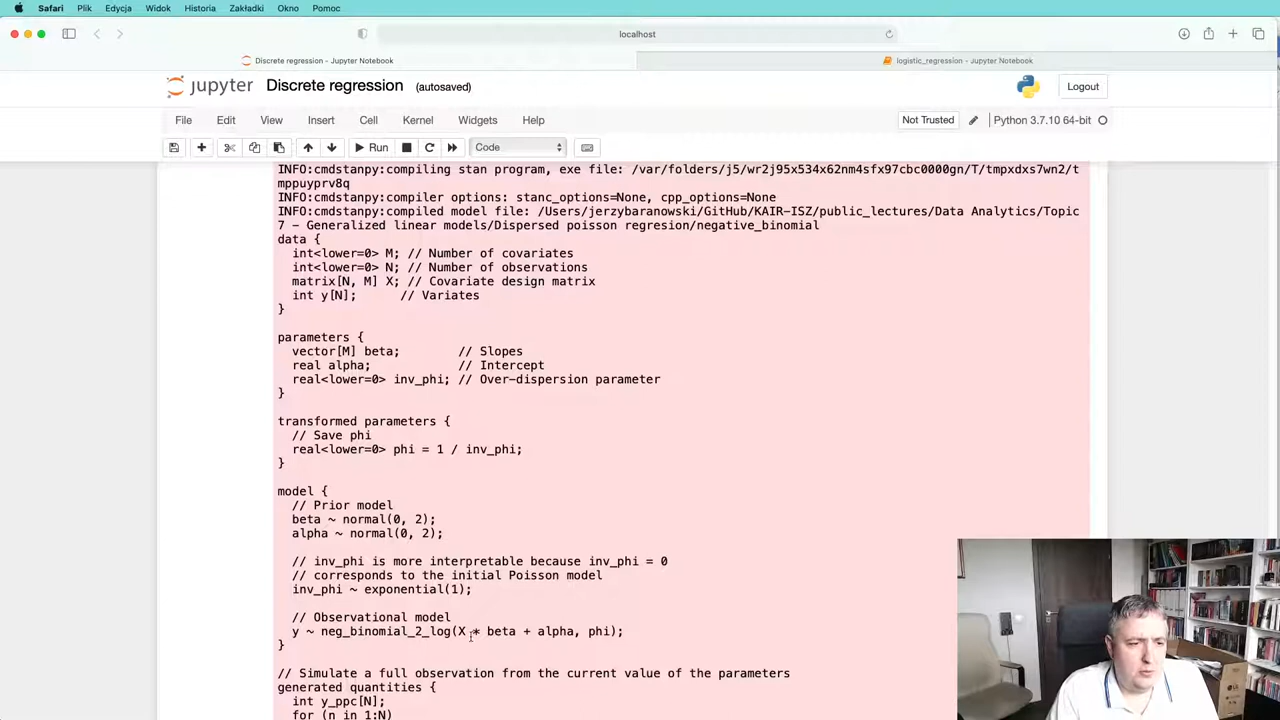 Safari Plik Edycja Widok Historia Zakładki Okno Pomoc
localhost
Discrete regression - Jupyter Notebook
logistic_regression - Jupyter Notebook
jupyter Discrete regression (autosaved)
Logout
File Edit View Insert Cell Kernel Widgets Help
Not Trusted
Python 3.7.10 64-bit
Run
Code
INFO:cmdstanpy:compiling stan program, exe file: /var/folders/j5/wr2j95x534x62nm4sfx97cbc0000gn/T/tmpxdxs7wn2/t
mppuyprv8q
INFO:cmdstanpy:compiler options: stanc_options=None, cpp_options=None
INFO:cmdstanpy:compiled model file: /Users/jerzybaranowski/GitHub/KAIR-ISZ/public_lectures/Data Analytics/Topic
7 - Generalized linear models/Dispersed poisson regresion/negative_binomial
data {
int<lower=0> M; // Number of covariates
int<lower=0> N; // Number of observations
matrix[N, M] X; // Covariate design matrix
int y[N]; // Variates
}
parameters {
vector[M] beta; // Slopes
real alpha; // Intercept
real<lower=0> inv_phi; // Over-dispersion parameter
}
transformed parameters {
// Save phi
real<lower=0> phi = 1 / inv_phi;
}
model {
// Prior model
beta ~ normal(0, 2);
alpha ~ normal(0, 2);
// inv_phi is more interpretable because inv_phi = 0
// corresponds to the initial Poisson model
inv_phi ~ exponential(1);
// Observational model
y ~ neg_binomial_2_log(X * beta + alpha, phi);
}
// Simulate a full observation from the current value of the parameters
generated quantities {
int y_ppc[N];
for (n in 1:N)